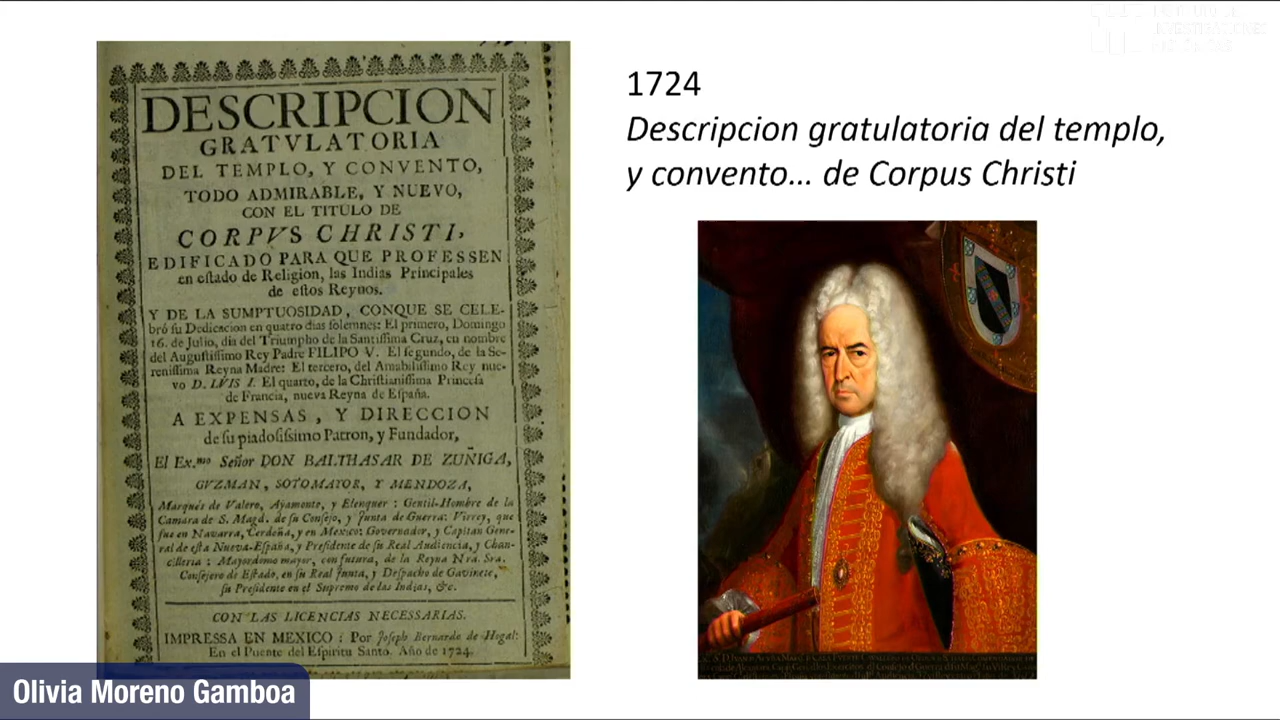 DESCRIPCION
GRATVLATORIA
DEL TEMPLO, Y CONVENTO,
TODO ADMIRABLE, Y NUEVO,
CON EL TITULO DE
CORPVS CHRISTI,
EDIFICADO PARA QUE PROFESSEN
en estado de Religion, las Indias Principales
de estos Reynos.
Y DE LA SUMPTUOSIDAD, CONQUE SE CELE-
bró su Dedicacion en quatro dias solemnes: El primero, Domingo
16. de Julio, dia del Triumpho de la Santissima Cruz, en nombre
del Augustissimo Rey Padre FILIPO V. El segundo, de la Se-
renissima Reyna Madre: El tercero, del Amabilissimo Rey nue-
vo D. LVIS I. El quarto, de la Christianissima Princesa
de Francia, nueva Reyna de España.
A EXPENSAS, Y DIRECCION
de su piadosissimo Patron, y Fundador,
El Ex.mo Señor DON BALTHASAR DE ZUÑIGA,
GVZMAN, SOTOMAYOR, Y MENDOZA,
Marqués de Valero, Ayamonte, y Elenquer: Gentil-Hombre de la
Camara de S. Magd. de su Consejo, y Junta de Guerra: Virrey, que
fue en Navarra, Cerdeña, y en Mexico: Governador, y Capitan Gene-
ral de esta Nueva-España, y Presidente de su Real Audiencia, y Chan-
cilleria: Mayordomo mayor, con futura, de la Reyna Nrâ. Srâ.
Consejero de Estado, en su Real Junta, y Despacho de Gavinete,
su Presidente en el Supremo de las Indias, &c.
CON LAS LICENCIAS NECESSARIAS.
IMPRESSA EN MEXICO: Por Joseph Bernardo de Hogal:
En el Puente del Espiritu Santo. Año de 1724.
1724
Descripcion gratulatoria del templo,
y convento... de Corpus Christi
Olivia Moreno Gamboa